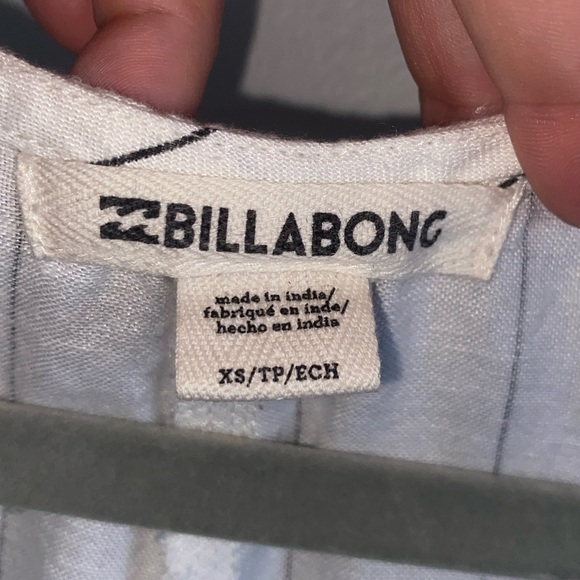 BILLABONG
made in india/
fabriqué en inde/
hecho en india
XS/TP/ECH